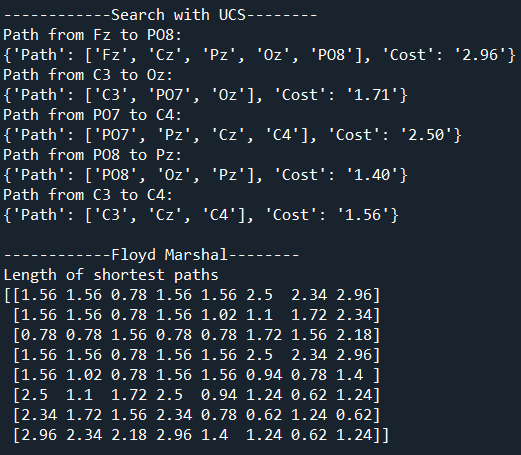 ------------Search with UCS--------
Path from Fz to PO8:
{'Path': ['Fz', 'Cz', 'Pz', 'Oz', 'PO8'], 'Cost': '2.96'}
Path from C3 to Oz:
{'Path': ['C3', 'PO7', 'Oz'], 'Cost': '1.71'}
Path from PO7 to C4:
{'Path': ['PO7', 'Pz', 'Cz', 'C4'], 'Cost': '2.50'}
Path from PO8 to Pz:
{'Path': ['PO8', 'Oz', 'Pz'], 'Cost': '1.40'}
Path from C3 to C4:
{'Path': ['C3', 'Cz', 'C4'], 'Cost': '1.56'}
------------Floyd Marshal--------
Length of shortest paths
[[1.56 1.56 0.78 1.56 1.56 2.5  2.34 2.96]
 [1.56 1.56 0.78 1.56 1.02 1.1  1.72 2.34]
 [0.78 0.78 1.56 0.78 0.78 1.72 1.56 2.18]
 [1.56 1.56 0.78 1.56 1.56 2.5  2.34 2.96]
 [1.56 1.02 0.78 1.56 1.56 0.94 0.78 1.4 ]
 [2.5  1.1  1.72 2.5  0.94 1.24 0.62 1.24]
 [2.34 1.72 1.56 2.34 0.78 0.62 1.24 0.62]
 [2.96 2.34 2.18 2.96 1.4  1.24 0.62 1.24]]